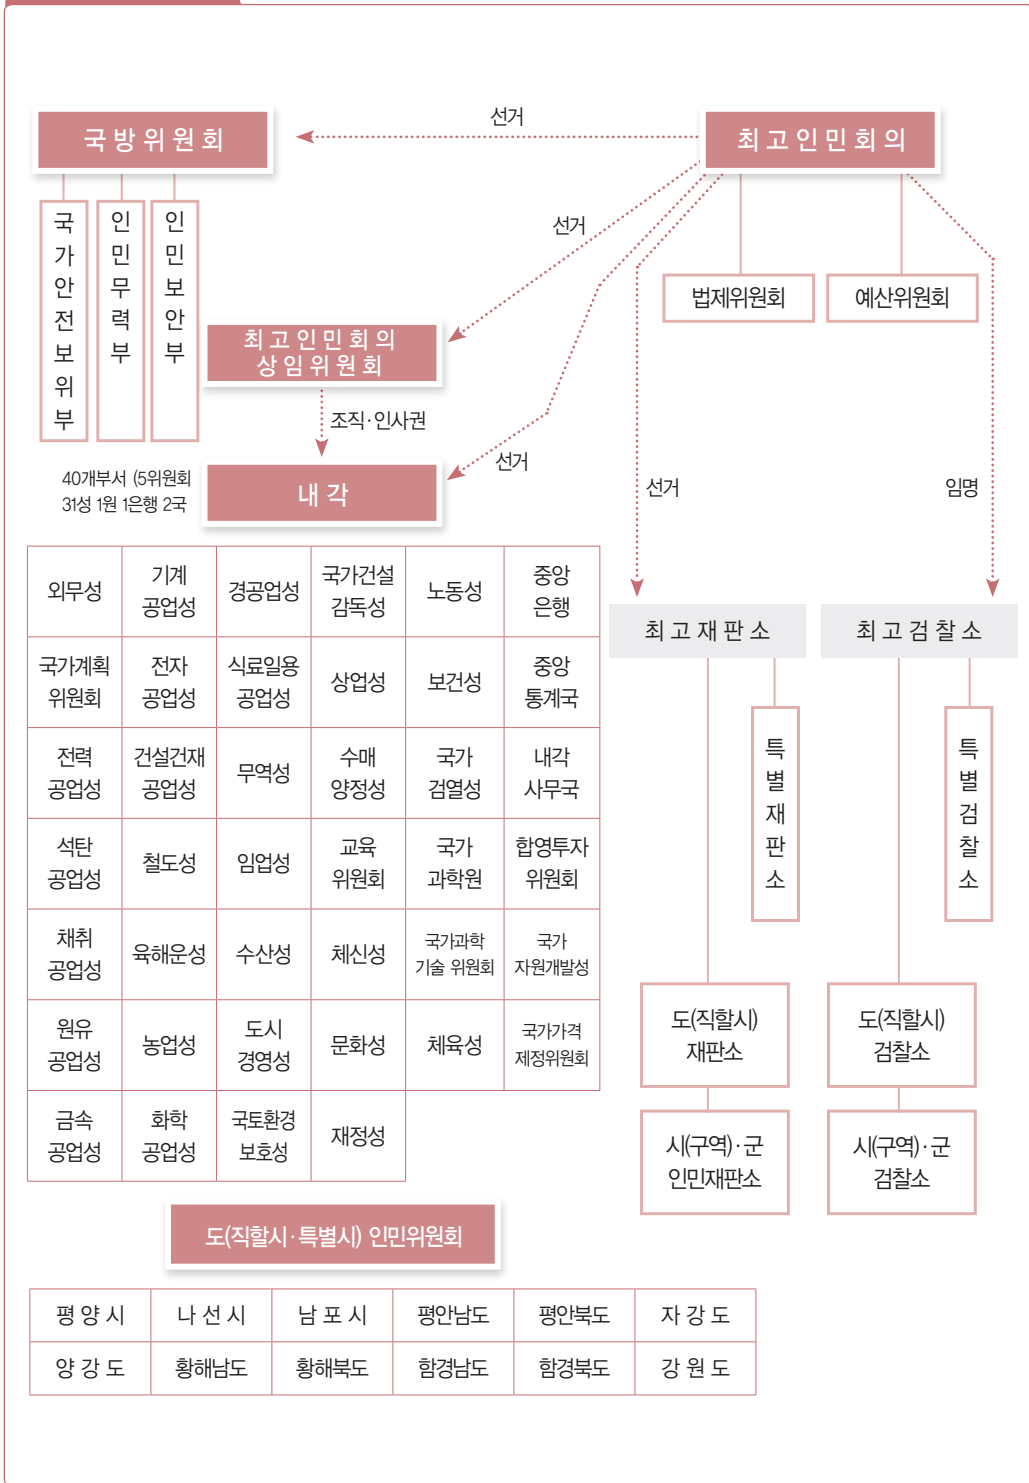 국방위원회
선거
최고인민회의
국가안전보위부
인민무력부
인민보안부
선거
법제위원회
예산위원회
최고인민회의
상임위원회
조직·인사권
선거
선거
임명
40개부서 (5위원회
31성 1원 1은행 2국
내각
외무성
기계
공업성
경공업성
국가건설
감독성
노동성
중앙
은행
국가계획
위원회
전자
공업성
식료일용
공업성
상업성
보건성
중앙
통계국
전력
공업성
건설건재
공업성
무역성
수매
양정성
국가
검열성
내각
사무국
석탄
공업성
철도성
임업성
교육
위원회
국가
과학원
합영투자
위원회
채취
공업성
육해운성
수산성
체신성
국가과학
기술 위원회
국가
자원개발성
원유
공업성
농업성
도시
경영성
문화성
체육성
국가가격
제정위원회
금속
공업성
화학
공업성
국토환경
보호성
재정성
최고재판소
최고검찰소
특별재판소
특별검찰소
도(직할시)
재판소
도(직할시)
검찰소
시(구역)·군
인민재판소
시(구역)·군
검찰소
도(직할시·특별시) 인민위원회
평양시
나선시
남포시
평안남도
평안북도
자강도
양강도
황해남도
황해북도
함경남도
함경북도
강원도